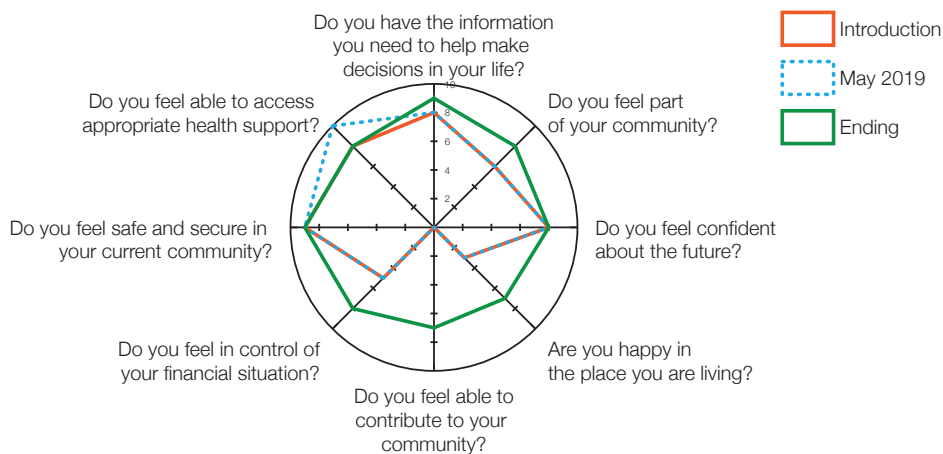 Do you have the information
you need to help make
decisions in your life?
Introduction
May 2019
Ending
Do you feel able to access
appropriate health support?
Do you feel part
of your community?
10
8
6
4
2
Do you feel safe and secure in
your current community?
Do you feel confident
about the future?
Do you feel in control of
your financial situation?
Are you happy in
the place you are living?
Do you feel able to
contribute to your
community?